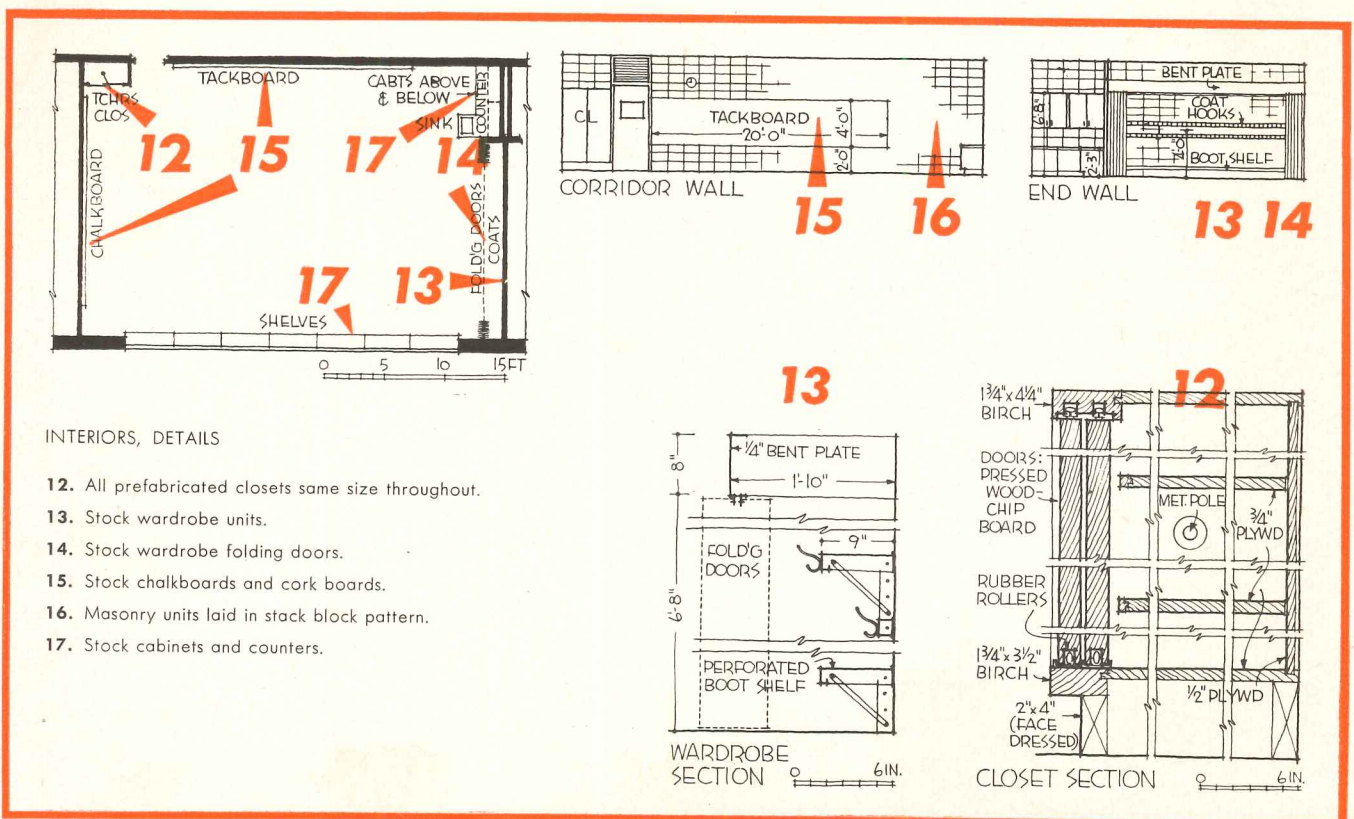 TACKBOARD
CABTS ABOVE
& BELOW
COUNTER
TCHRS
CLOS
SINK
12
15
17
14
CHALKBOARD
FOLD'G DOORS
COATS
17
13
SHELVES
0 5 10 15FT
CL
TACKBOARD
20'-0"
4'-0"
2'-0"
CORRIDOR WALL
15
16
BENT PLATE
COAT
HOOKS
6'-8"
4'-0"
BOOT SHELF
2'-3"
END WALL
13 14
INTERIORS, DETAILS
12. All prefabricated closets same size throughout.
13. Stock wardrobe units.
14. Stock wardrobe folding doors.
15. Stock chalkboards and cork boards.
16. Masonry units laid in stack block pattern.
17. Stock cabinets and counters.
13
8"
1/4" BENT PLATE
1'-10"
9"
FOLD'G
DOORS
6'-8"
PERFORATED
BOOT SHELF
WARDROBE
SECTION
0 6IN.
12
1 3/4" x 4 1/4"
BIRCH
DOORS:
PRESSED
WOOD-
CHIP
BOARD
MET. POLE
3/4"
PLYWD
RUBBER
ROLLERS
1 3/4" x 3 1/2"
BIRCH
1/2" PLYWD
2" x 4"
(FACE
DRESSED)
CLOSET SECTION
0 6IN.